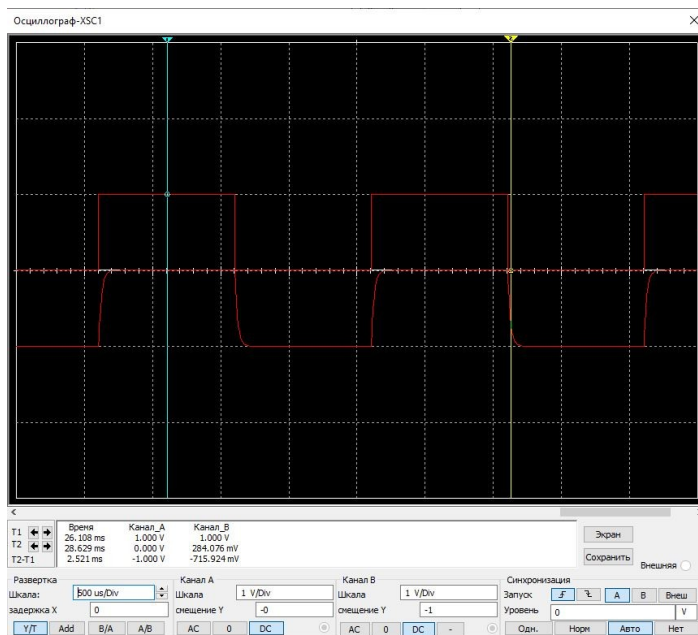 Осциллограф-XSC1
1
2
T1
T2
T2-T1
Время Канал_A Канал_B
26.108 ms 1.000 V 1.000 V
28.629 ms 0.000 V 284.076 mV
2.521 ms -1.000 V -715.924 mV
Экран
Сохранить
Внешняя
Развертка
Шкала: 500 us/Div
задержка X 0
Y/T Add B/A A/B
Канал A
Шкала 1 V/Div
смещение Y -0
AC 0 DC
Канал B
Шкала 1 V/Div
смещение Y -1
AC 0 DC -
Синхронизация
Запуск A B Внеш
Уровень 0 V
Одн. Норм Авто Нет